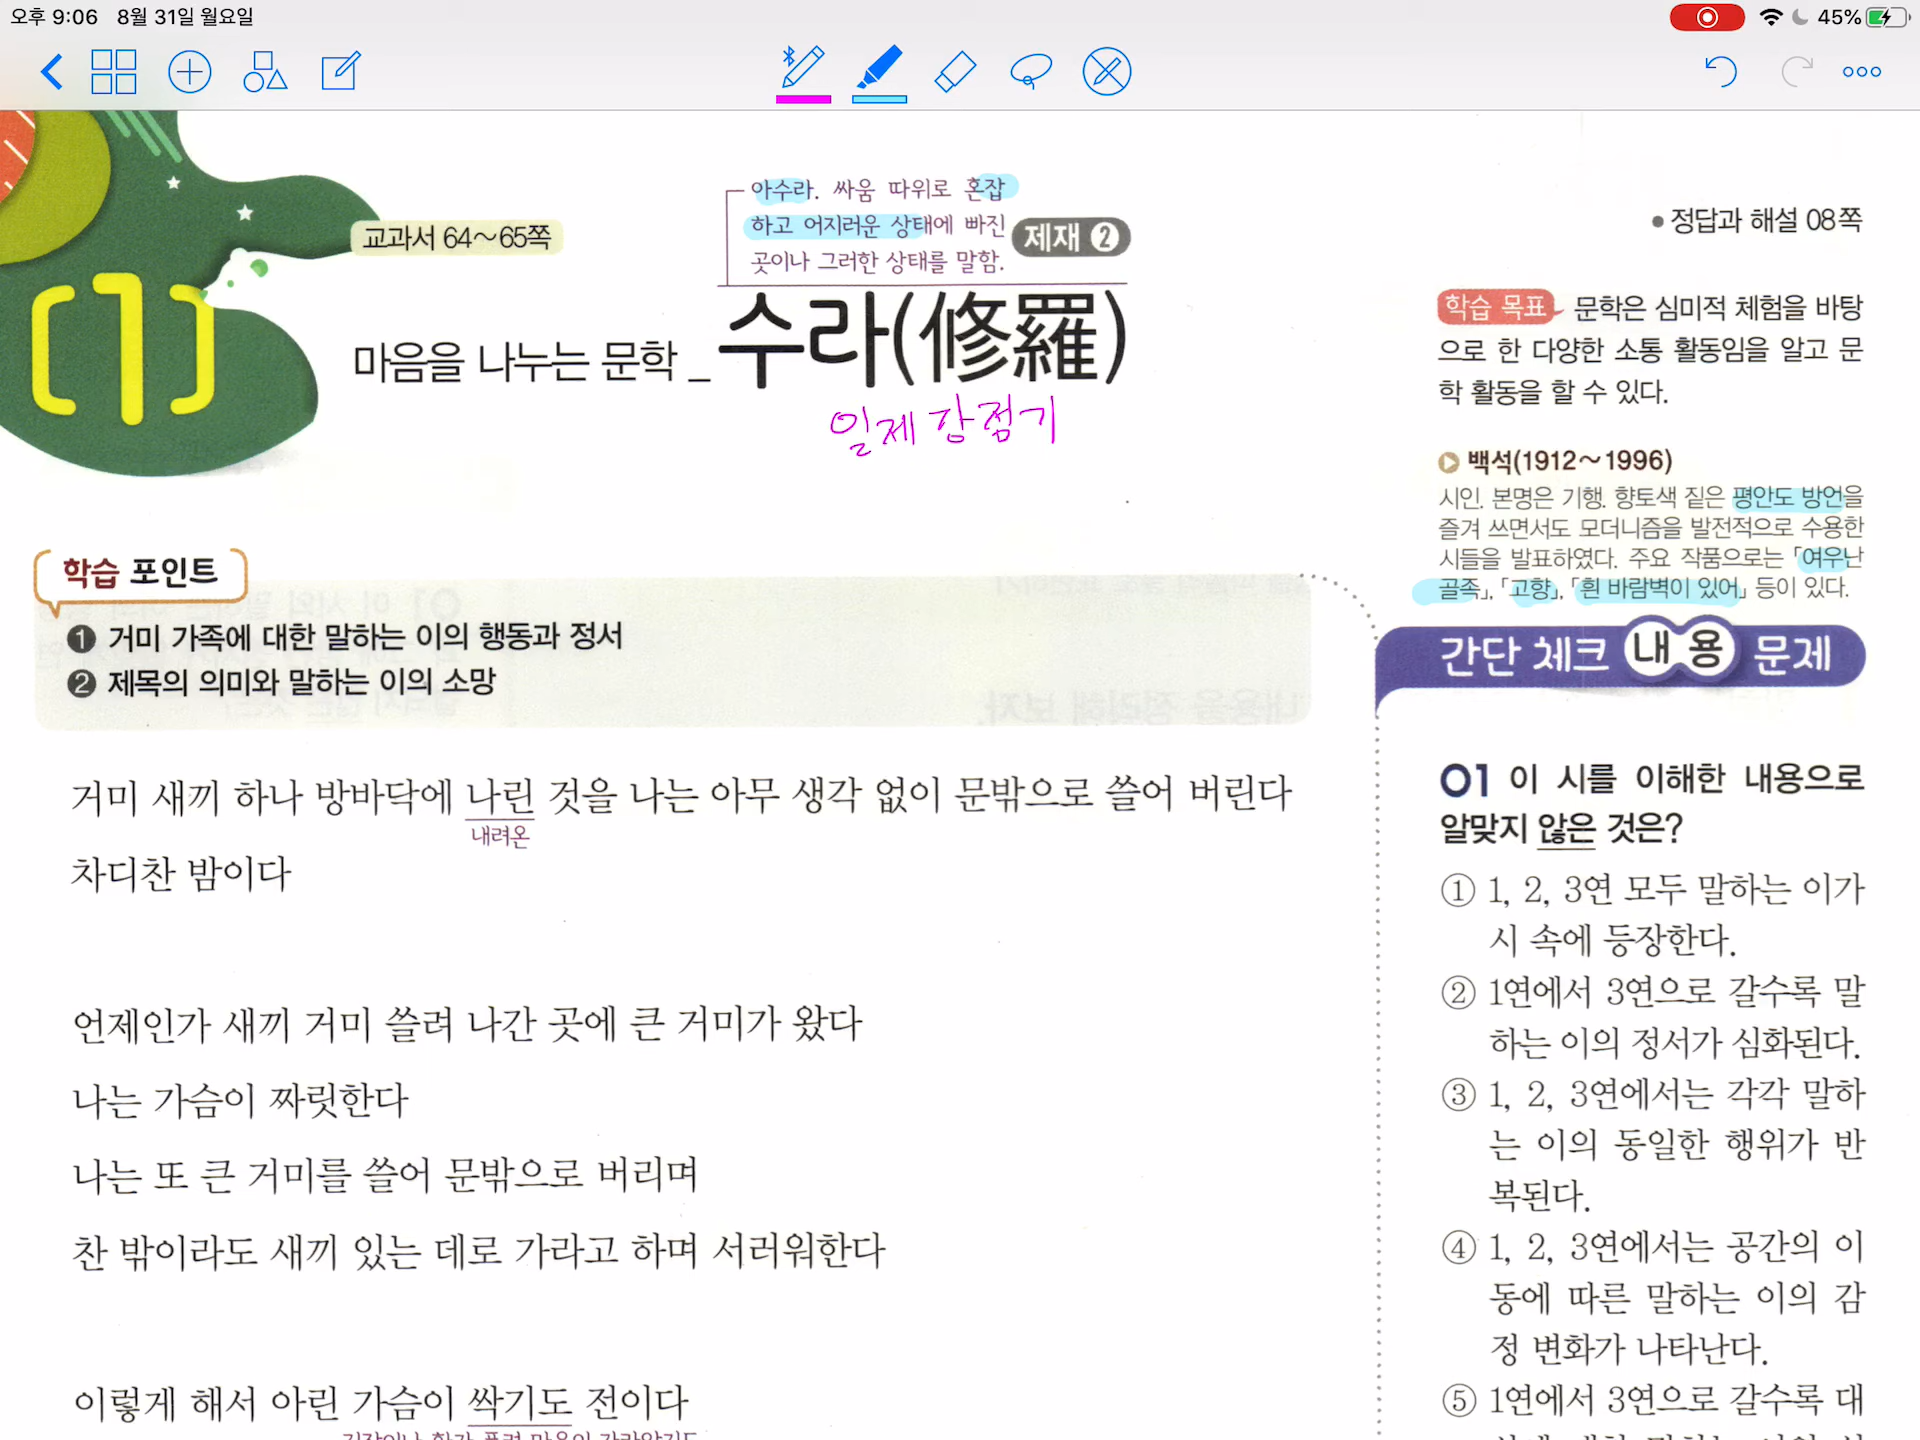 오후 9:06 8월 31일 월요일
45%
교과서 64~65쪽
아수라. 싸움 따위로 혼잡
하고 어지러운 상태에 빠진
곳이나 그러한 상태를 말함.
제재 2
(1)
마음을 나누는 문학 _ 수라(修羅)
일제 강점기
학습 포인트
❶ 거미 가족에 대한 말하는 이의 행동과 정서
❷ 제목의 의미와 말하는 이의 소망
거미 새끼 하나 방바닥에 나린 것을 나는 아무 생각 없이 문밖으로 쓸어 버린다
내려온
차디찬 밤이다
언제인가 새끼 거미 쓸려 나간 곳에 큰 거미가 왔다
나는 가슴이 짜릿한다
나는 또 큰 거미를 쓸어 문밖으로 버리며
찬 밖이라도 새끼 있는 데로 가라고 하며 서러워한다
이렇게 해서 아린 가슴이 싹기도 전이다
● 정답과 해설 08쪽
학습 목표 문학은 심미적 체험을 바탕
으로 한 다양한 소통 활동임을 알고 문
학 활동을 할 수 있다.
백석(1912~1996)
시인. 본명은 기행. 향토색 짙은 평안도 방언을
즐겨 쓰면서도 모더니즘을 발전적으로 수용한
시들을 발표하였다. 주요 작품으로는 「여우난
골족」, 「고향」, 「흰 바람벽이 있어」 등이 있다.
간단 체크 내용 문제
01 이 시를 이해한 내용으로
알맞지 않은 것은?
① 1, 2, 3연 모두 말하는 이가
시 속에 등장한다.
② 1연에서 3연으로 갈수록 말
하는 이의 정서가 심화된다.
③ 1, 2, 3연에서는 각각 말하
는 이의 동일한 행위가 반
복된다.
④ 1, 2, 3연에서는 공간의 이
동에 따른 말하는 이의 감
정 변화가 나타난다.
⑤ 1연에서 3연으로 갈수록 대